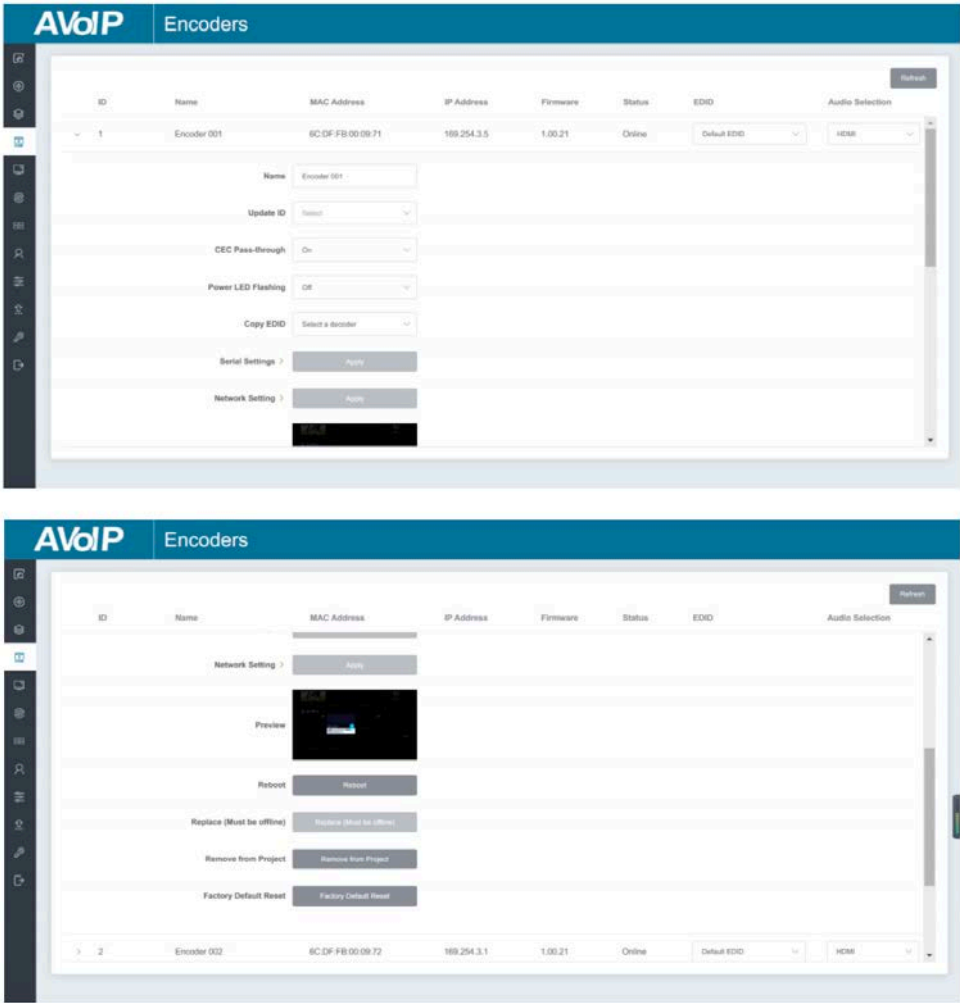 AVoIP Encoders
Refresh
ID Name MAC Address IP Address Firmware Status EDID Audio Selection
1 Encoder 001 6C:DF:FB:00:09:71 169.254.3.5 1.00.21 Online Default EDID HDMI
Name Encoder 001
Update ID Select
CEC Pass-through On
Power LED Flashing Off
Copy EDID Select a decoder
Serial Settings > Apply
Network Setting > Apply
AVoIP Encoders
Refresh
ID Name MAC Address IP Address Firmware Status EDID Audio Selection
Network Setting > Apply
Preview
Reboot Reboot
Replace (Must be offline) Replace (Must be offline)
Remove from Project Remove from Project
Factory Default Reset Factory Default Reset
> 2 Encoder 002 6C:DF:FB:00:09:72 169.254.3.1 1.00.21 Online Default EDID HDMI